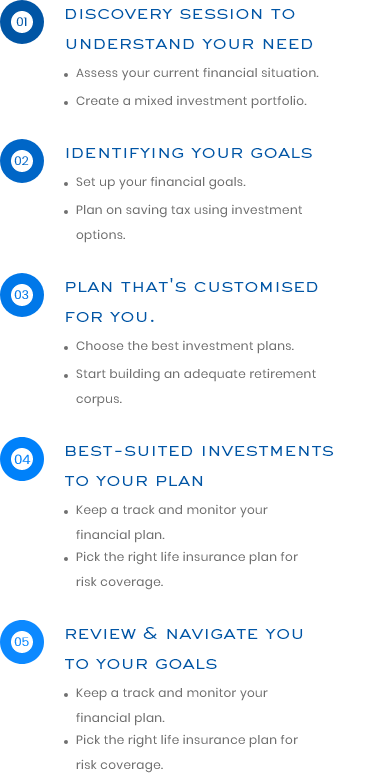 01
DISCOVERY SESSION TO
UNDERSTAND YOUR NEED
• Assess your current financial situation.
• Create a mixed investment portfolio.
02
IDENTIFYING YOUR GOALS
• Set up your financial goals.
• Plan on saving tax using investment
options.
03
PLAN THAT'S CUSTOMISED
FOR YOU.
• Choose the best investment plans.
• Start building an adequate retirement
corpus.
04
BEST-SUITED INVESTMENTS
TO YOUR PLAN
• Keep a track and monitor your
financial plan.
• Pick the right life insurance plan for
risk coverage.
05
REVIEW & NAVIGATE YOU
TO YOUR GOALS
• Keep a track and monitor your
financial plan.
• Pick the right life insurance plan for
risk coverage.